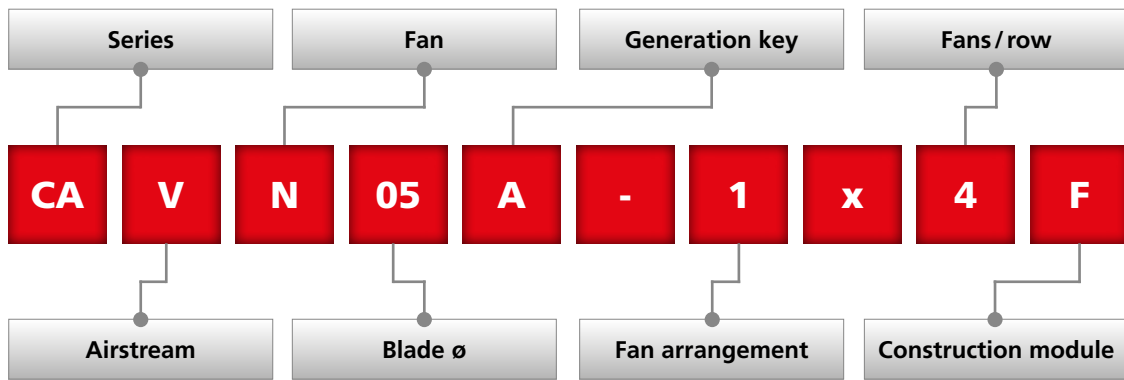 Series Fan Generation key Fans/row
CA V N 05 A - 1 x 4 F
Airstream Blade ø Fan arrangement Construction module